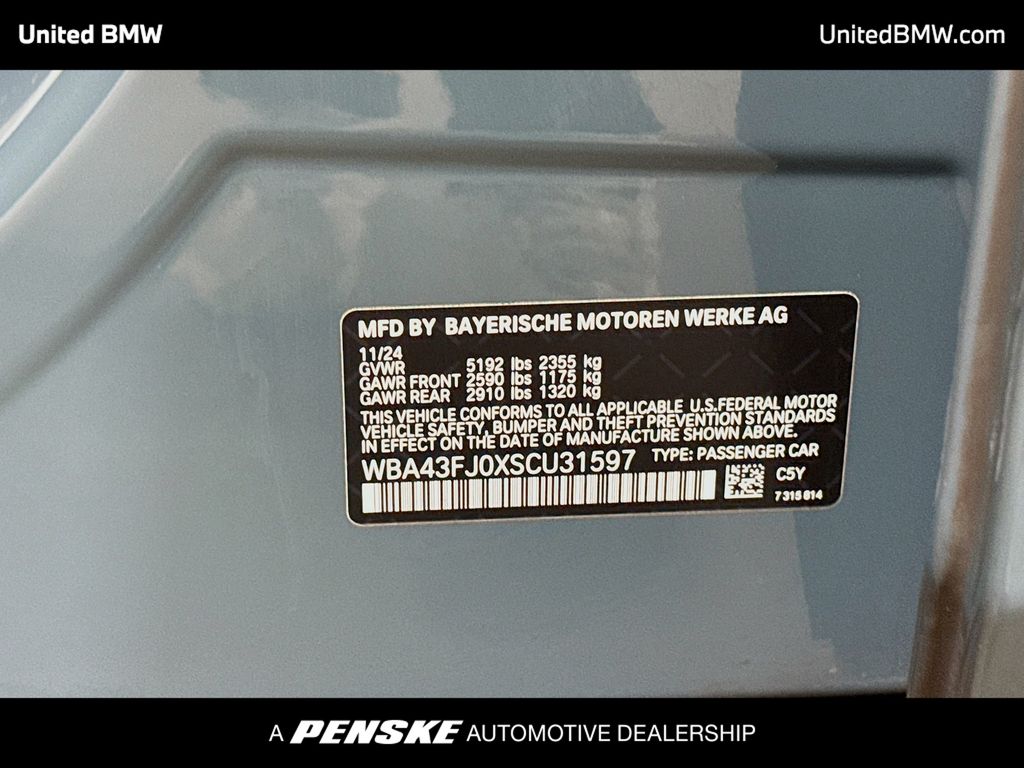 United BMW
UnitedBMW.com
MFD BY BAYERISCHE MOTOREN WERKE AG
11/24
GVWR 5192 lbs 2355 kg
GAWR FRONT 2590 lbs 1175 kg
GAWR REAR 2910 lbs 1320 kg
THIS VEHICLE CONFORMS TO ALL APPLICABLE U.S.FEDERAL MOTOR
VEHICLE SAFETY, BUMPER AND THEFT PREVENTION STANDARDS
IN EFFECT ON THE DATE OF MANUFACTURE SHOWN ABOVE.
WBA43FJ0XSCU31597 TYPE: PASSENGER CAR
C5Y
7315614
A PENSKE AUTOMOTIVE DEALERSHIP